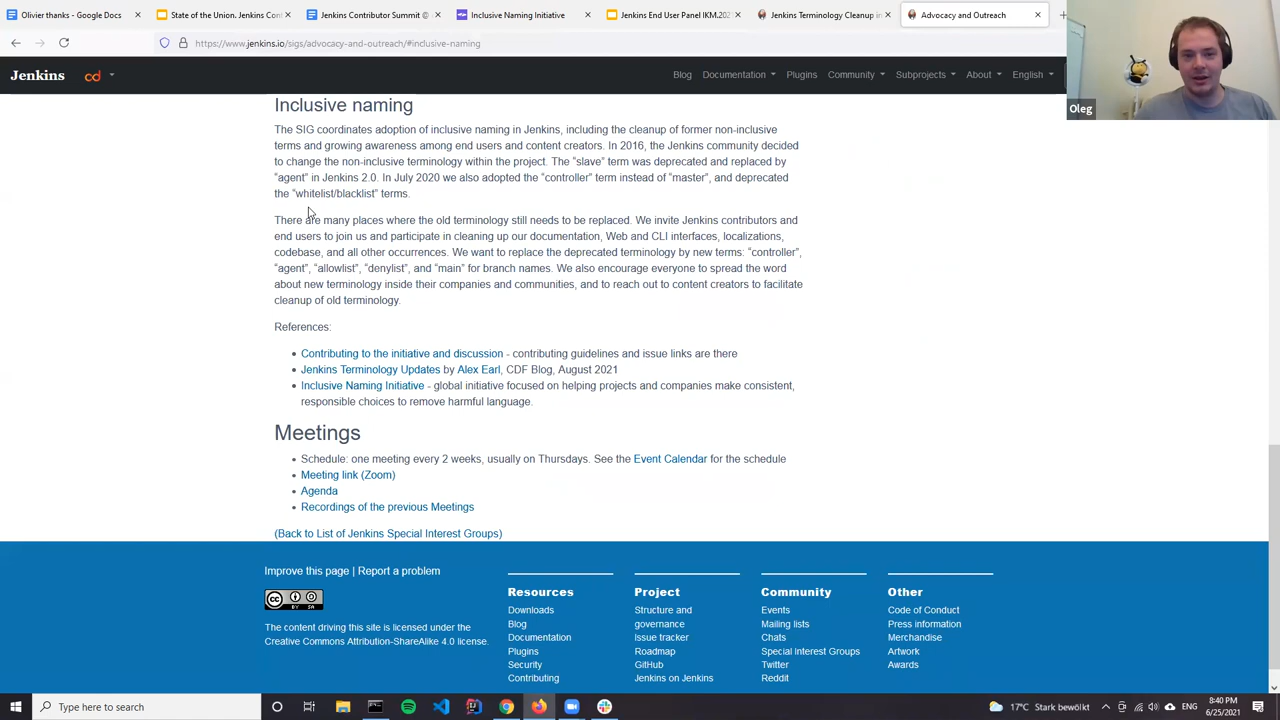 Olivier thanks - Google Docs
State of the Union. Jenkins Con
Jenkins Contributor Summit @
Inclusive Naming Initiative
Jenkins End User Panel IKM.202
Jenkins Terminology Cleanup in
Advocacy and Outreach
https://www.jenkins.io/sigs/advocacy-and-outreach/#inclusive-naming
Jenkins
cd
Blog
Documentation
Plugins
Community
Subprojects
About
English
Oleg
Inclusive naming
The SIG coordinates adoption of inclusive naming in Jenkins, including the cleanup of former non-inclusive
terms and growing awareness among end users and content creators. In 2016, the Jenkins community decided
to change the non-inclusive terminology within the project. The “slave” term was deprecated and replaced by
“agent” in Jenkins 2.0. In July 2020 we also adopted the “controller” term instead of “master”, and deprecated
the “whitelist/blacklist” terms.
There are many places where the old terminology still needs to be replaced. We invite Jenkins contributors and
end users to join us and participate in cleaning up our documentation, Web and CLI interfaces, localizations,
codebase, and all other occurrences. We want to replace the deprecated terminology by new terms: “controller”,
“agent”, “allowlist”, “denylist”, and “main” for branch names. We also encourage everyone to spread the word
about new terminology inside their companies and communities, and to reach out to content creators to facilitate
cleanup of old terminology.
References:
Contributing to the initiative and discussion - contributing guidelines and issue links are there
Jenkins Terminology Updates by Alex Earl, CDF Blog, August 2021
Inclusive Naming Initiative - global initiative focused on helping projects and companies make consistent,
responsible choices to remove harmful language.
Meetings
Schedule: one meeting every 2 weeks, usually on Thursdays. See the Event Calendar for the schedule
Meeting link (Zoom)
Agenda
Recordings of the previous Meetings
(Back to List of Jenkins Special Interest Groups)
Improve this page | Report a problem
The content driving this site is licensed under the
Creative Commons Attribution-ShareAlike 4.0 license.
Resources
Downloads
Blog
Documentation
Plugins
Security
Contributing
Project
Structure and
governance
Issue tracker
Roadmap
GitHub
Jenkins on Jenkins
Community
Events
Mailing lists
Chats
Special Interest Groups
Twitter
Reddit
Other
Code of Conduct
Press information
Merchandise
Artwork
Awards
Type here to search
17°C Stark bewölkt
ENG
8:40 PM
6/25/2021